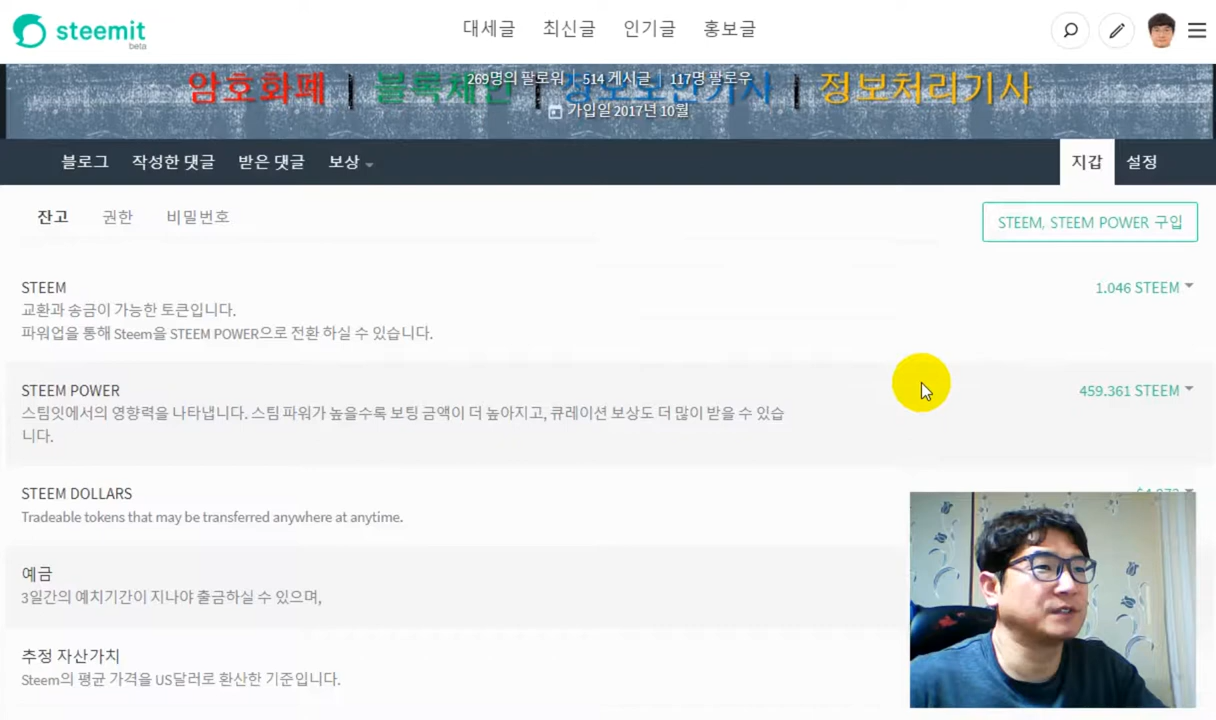 steemit
beta
대세글 최신글 인기글 홍보글
암호화폐 | 블록체인 | 정보보안기사 | 정보처리기사
269명의 팔로워 | 514 게시글 | 117명 팔로우
가입일 2017년 10월
블로그 작성한 댓글 받은 댓글 보상 지갑 설정
잔고 권한 비밀번호 STEEM, STEEM POWER 구입
STEEM 1.046 STEEM
교환과 송금이 가능한 토큰입니다.
파워업을 통해 Steem을 STEEM POWER으로 전환 하실 수 있습니다.
STEEM POWER 459.361 STEEM
스팀잇에서의 영향력을 나타냅니다. 스팀 파워가 높을수록 보팅 금액이 더 높아지고, 큐레이션 보상도 더 많이 받을 수 있습
니다.
STEEM DOLLARS
Tradeable tokens that may be transferred anywhere at anytime.
예금
3일간의 예치기간이 지나야 출금하실 수 있으며,
추정 자산가치
Steem의 평균 가격을 US달러로 환산한 기준입니다.